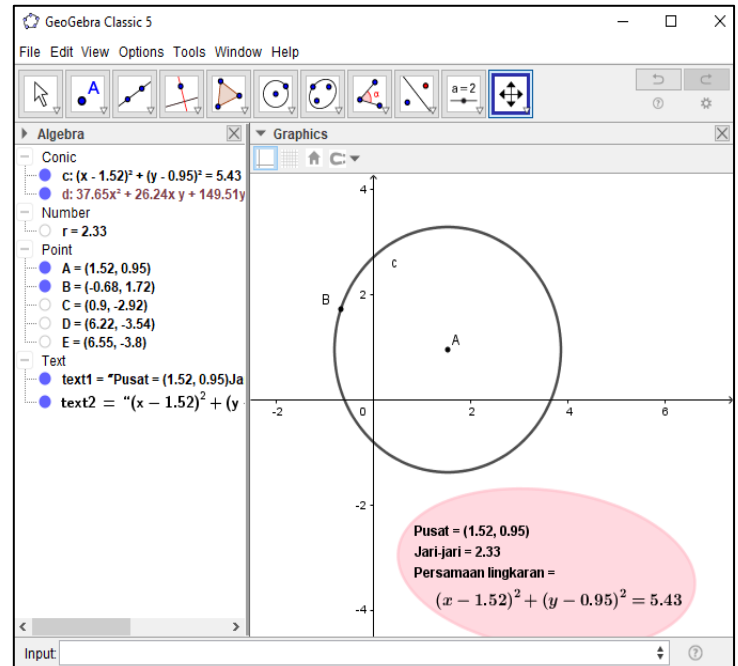 GeoGebra Classic 5
File Edit View Options Tools Window Help
A
α
a=2
Algebra
Graphics
Conic
c: (x - 1.52)² + (y - 0.95)² = 5.43
d: 37.65x² + 26.24x y + 149.51y
Number
r = 2.33
Point
A = (1.52, 0.95)
B = (-0.68, 1.72)
C = (0.9, -2.92)
D = (6.22, -3.54)
E = (6.55, -3.8)
Text
text1 = "Pusat = (1.52, 0.95)Ja
text2 = “(x − 1.52)² + (y
4
c
B
2
A
-2
0
2
4
6
-2
-4
Pusat = (1.52, 0.95)
Jari-jari = 2.33
Persamaan lingkaran =
(x − 1.52)² + (y − 0.95)² = 5.43
Input: